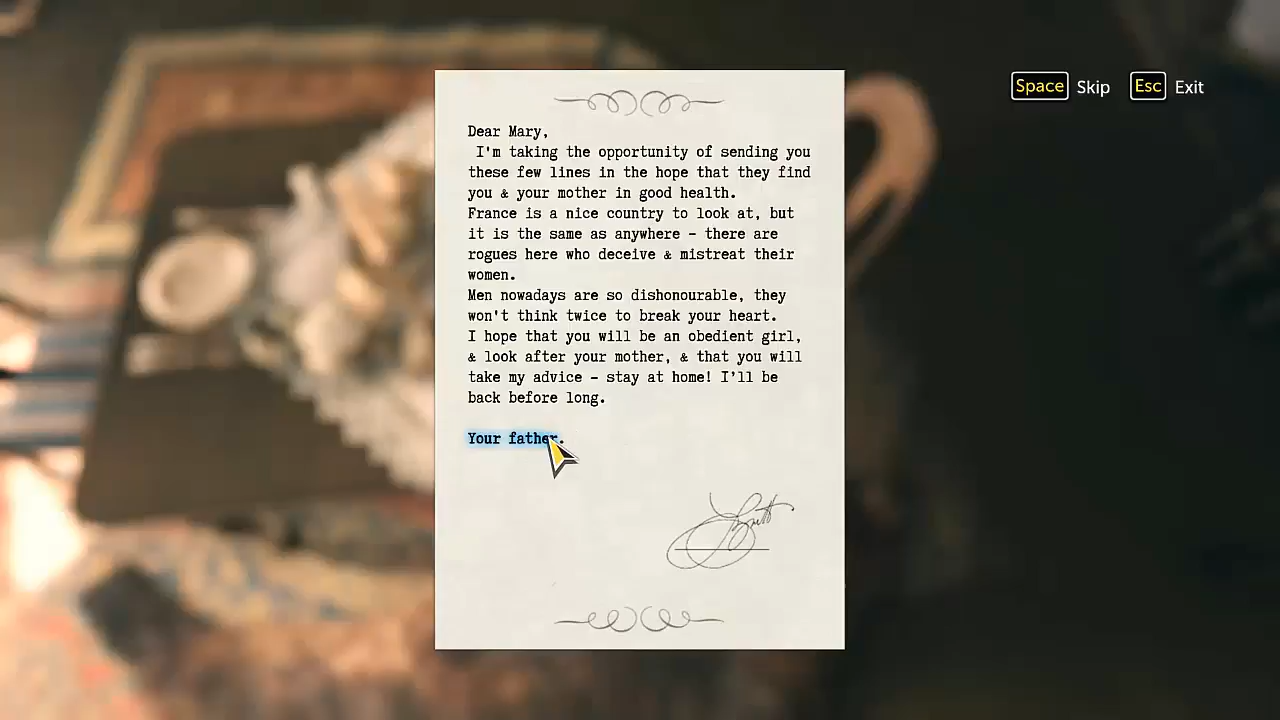 Space Skip Esc Exit
Dear Mary,
I'm taking the opportunity of sending you
these few lines in the hope that they find
you & your mother in good health.
France is a nice country to look at, but
it is the same as anywhere – there are
rogues here who deceive & mistreat their
women.
Men nowadays are so dishonourable, they
won't think twice to break your heart.
I hope that you will be an obedient girl,
& look after your mother, & that you will
take my advice – stay at home! I’ll be
back before long.
Your father.